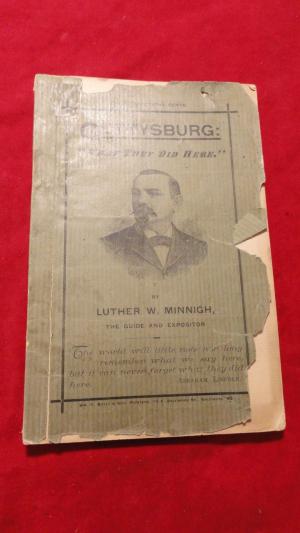 GETTYSBURG:
"WHAT THEY DID HERE."
BY
LUTHER W. MINNIGH,
THE GUIDE AND EXPOSITOR
The world will little note nor long
remember what we say here,
but it can never forget what they did
here. ABRAHAM LINCOLN.